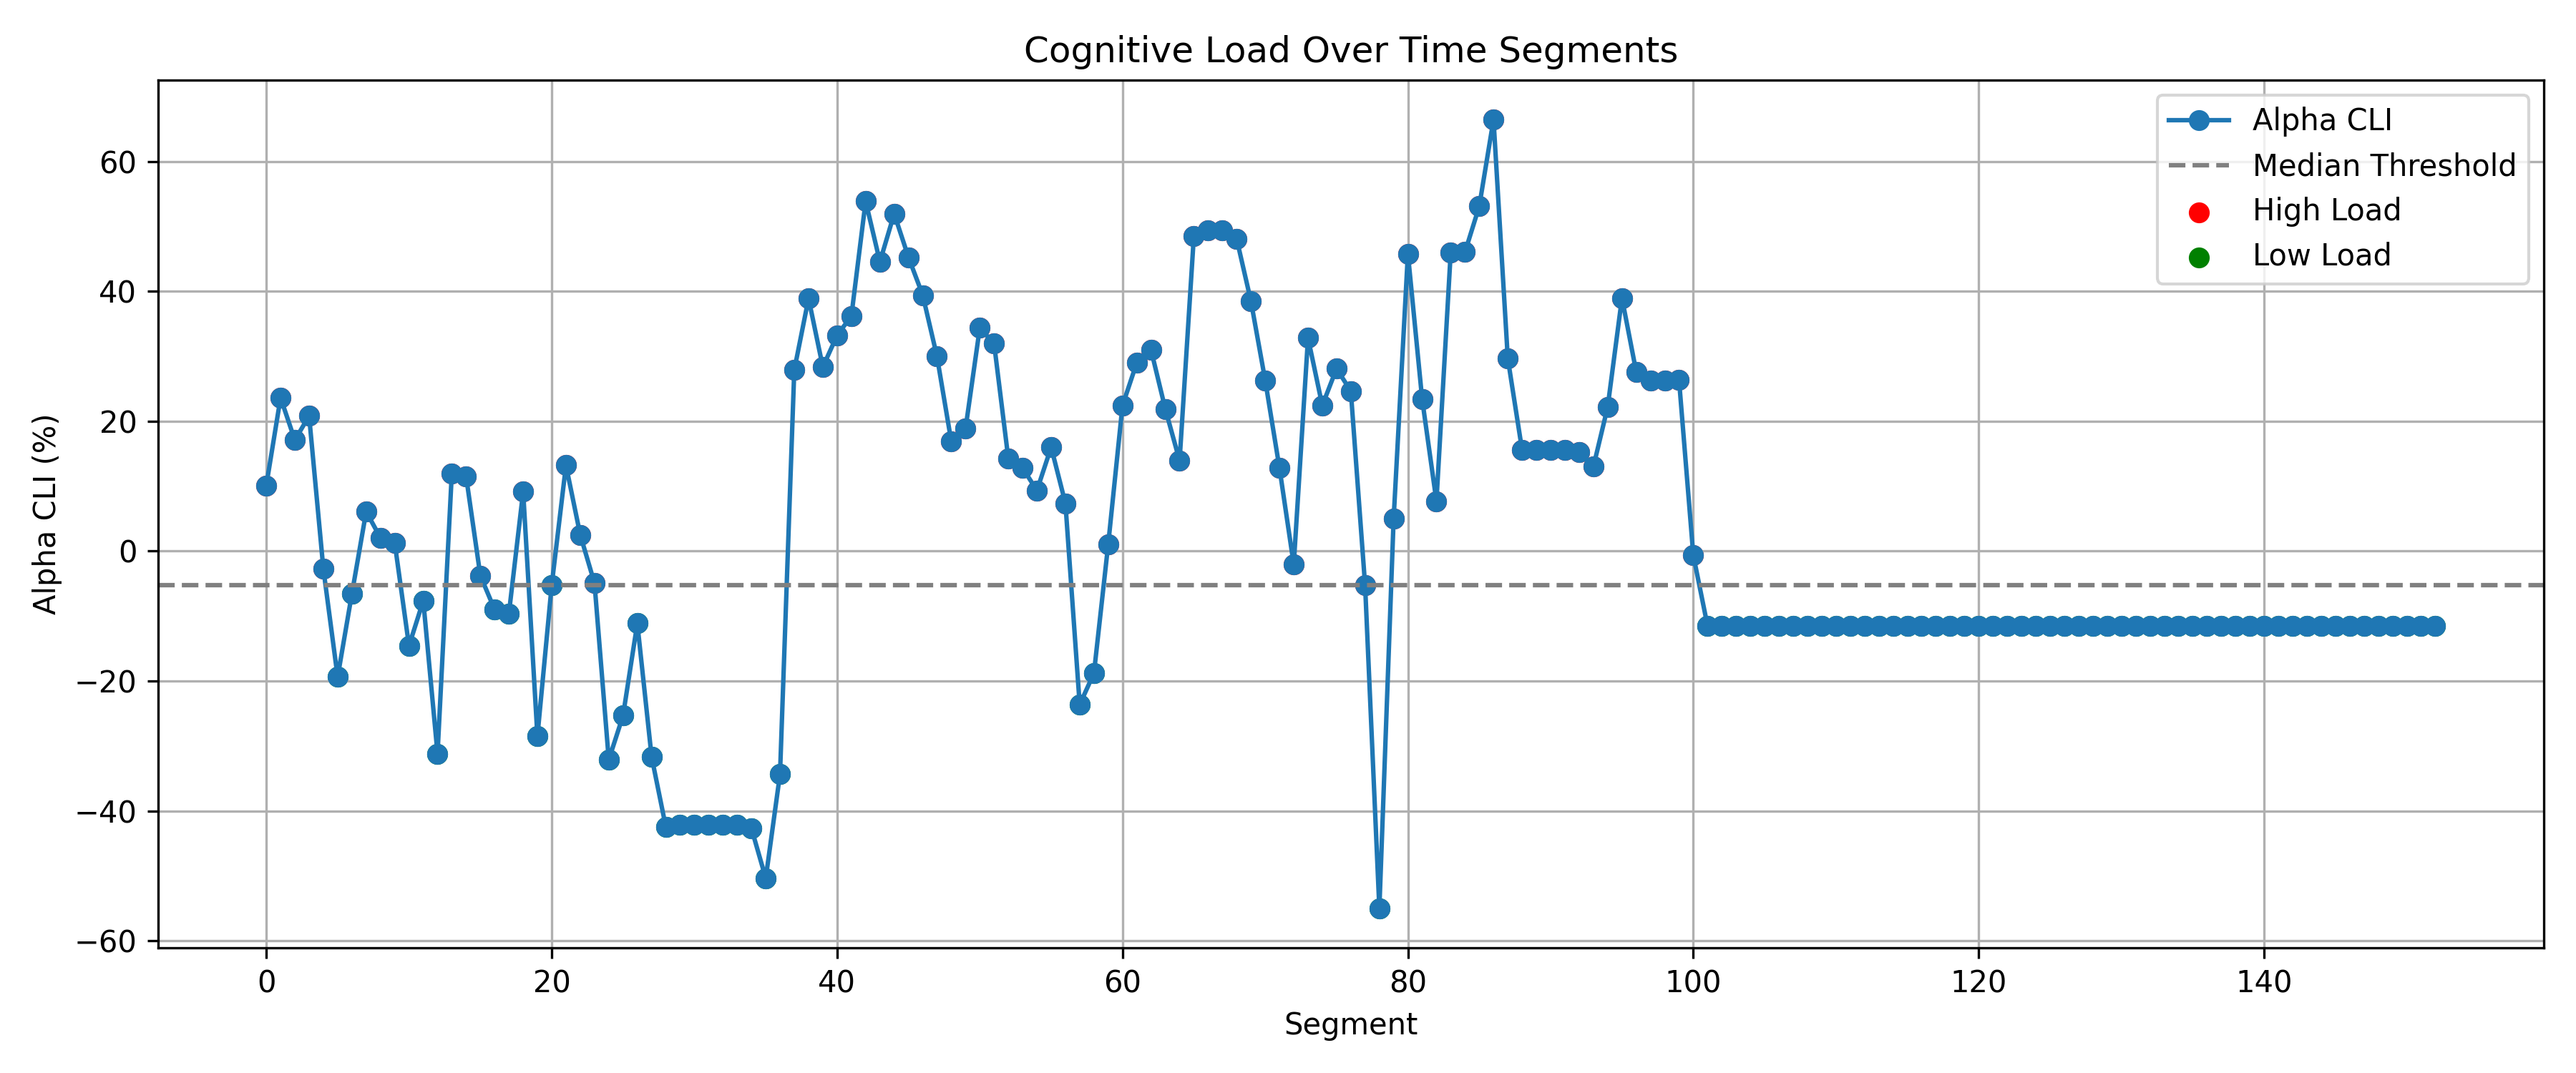 Cognitive Load Over Time Segments
Alpha CLI
Median Threshold
High Load
Low Load
Alpha CLI (%)
60
40
20
0
−20
−40
−60
0 20 40 60 80 100 120 140
Segment